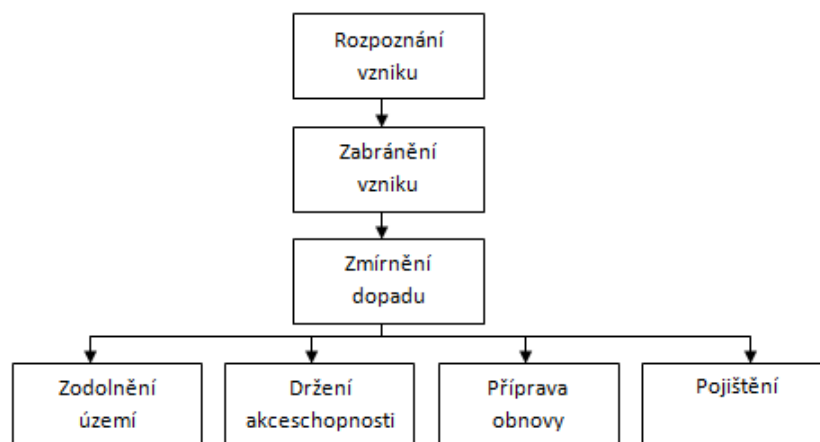 Rozpoznání
vzniku
Zabránění
vzniku
Zmírnění
dopadu
Zodolnění
území
Držení
akceschopnosti
Příprava
obnovy
Pojištění